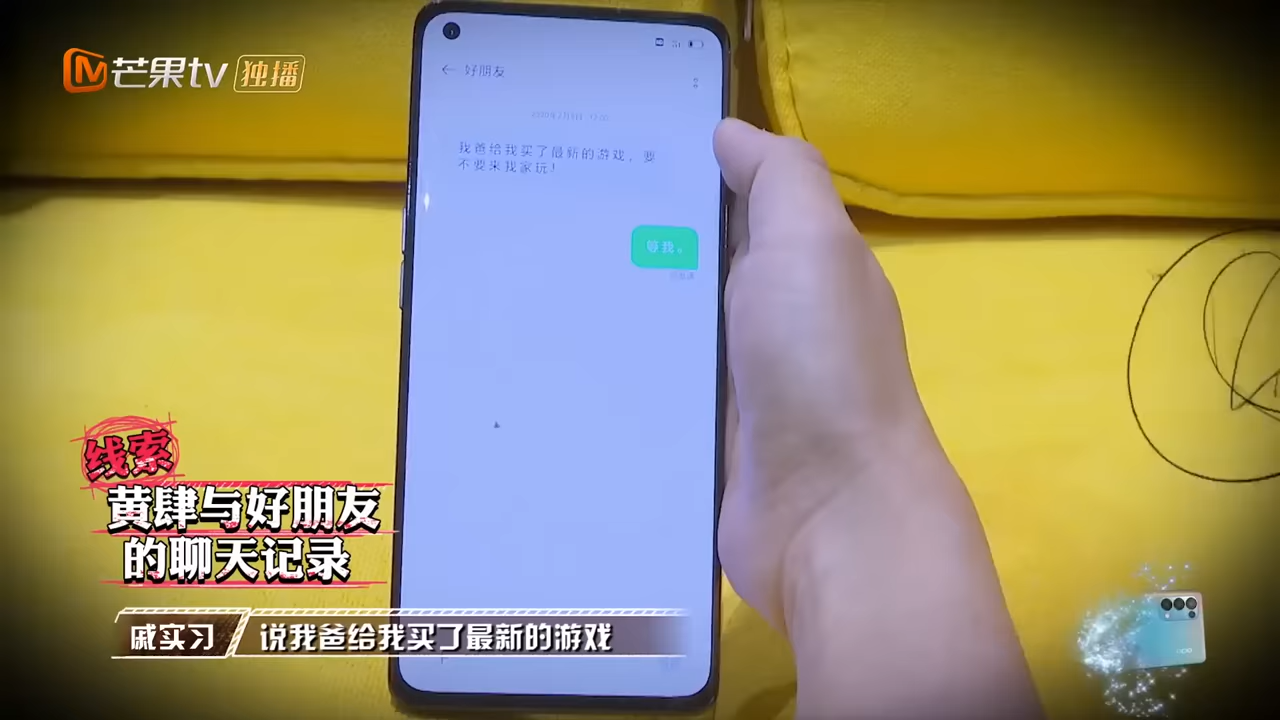 芒果tv 独播
好朋友
我爸给我买了最新的游戏，要
不要来我家玩！
等我。
线索
黄肆与好朋友
的聊天记录
戚实习
说我爸给我买了最新的游戏
oppo